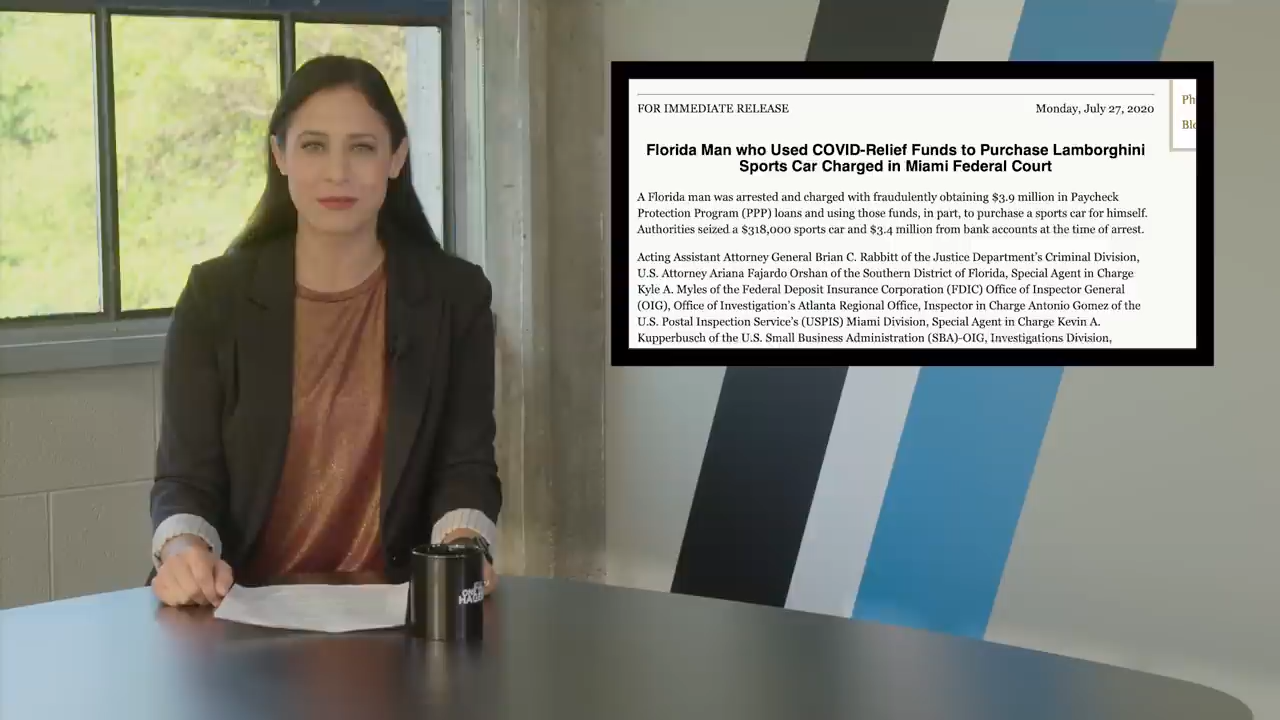 FOR IMMEDIATE RELEASE Monday, July 27, 2020
Ph
Blo
Florida Man who Used COVID-Relief Funds to Purchase Lamborghini
Sports Car Charged in Miami Federal Court
A Florida man was arrested and charged with fraudulently obtaining $3.9 million in Paycheck
Protection Program (PPP) loans and using those funds, in part, to purchase a sports car for himself.
Authorities seized a $318,000 sports car and $3.4 million from bank accounts at the time of arrest.
Acting Assistant Attorney General Brian C. Rabbitt of the Justice Department’s Criminal Division,
U.S. Attorney Ariana Fajardo Orshan of the Southern District of Florida, Special Agent in Charge
Kyle A. Myles of the Federal Deposit Insurance Corporation (FDIC) Office of Inspector General
(OIG), Office of Investigation’s Atlanta Regional Office, Inspector in Charge Antonio Gomez of the
U.S. Postal Inspection Service’s (USPIS) Miami Division, Special Agent in Charge Kevin A.
Kupperbusch of the U.S. Small Business Administration (SBA)-OIG, Investigations Division,